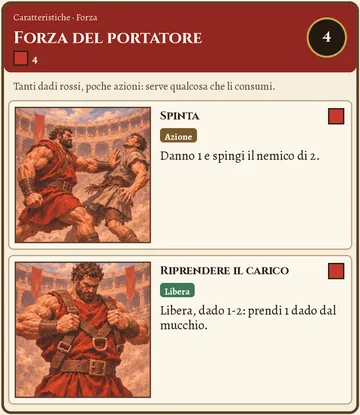 Caratteristiche · Forza
Forza del portatore
4
4
Tanti dadi rossi, poche azioni: serve qualcosa che li consumi.
Spinta
Azione
Danno 1 e spingi il nemico di 2.
Riprendere il carico
Libera
Libera, dado 1-2: prendi 1 dado dal
mucchio.